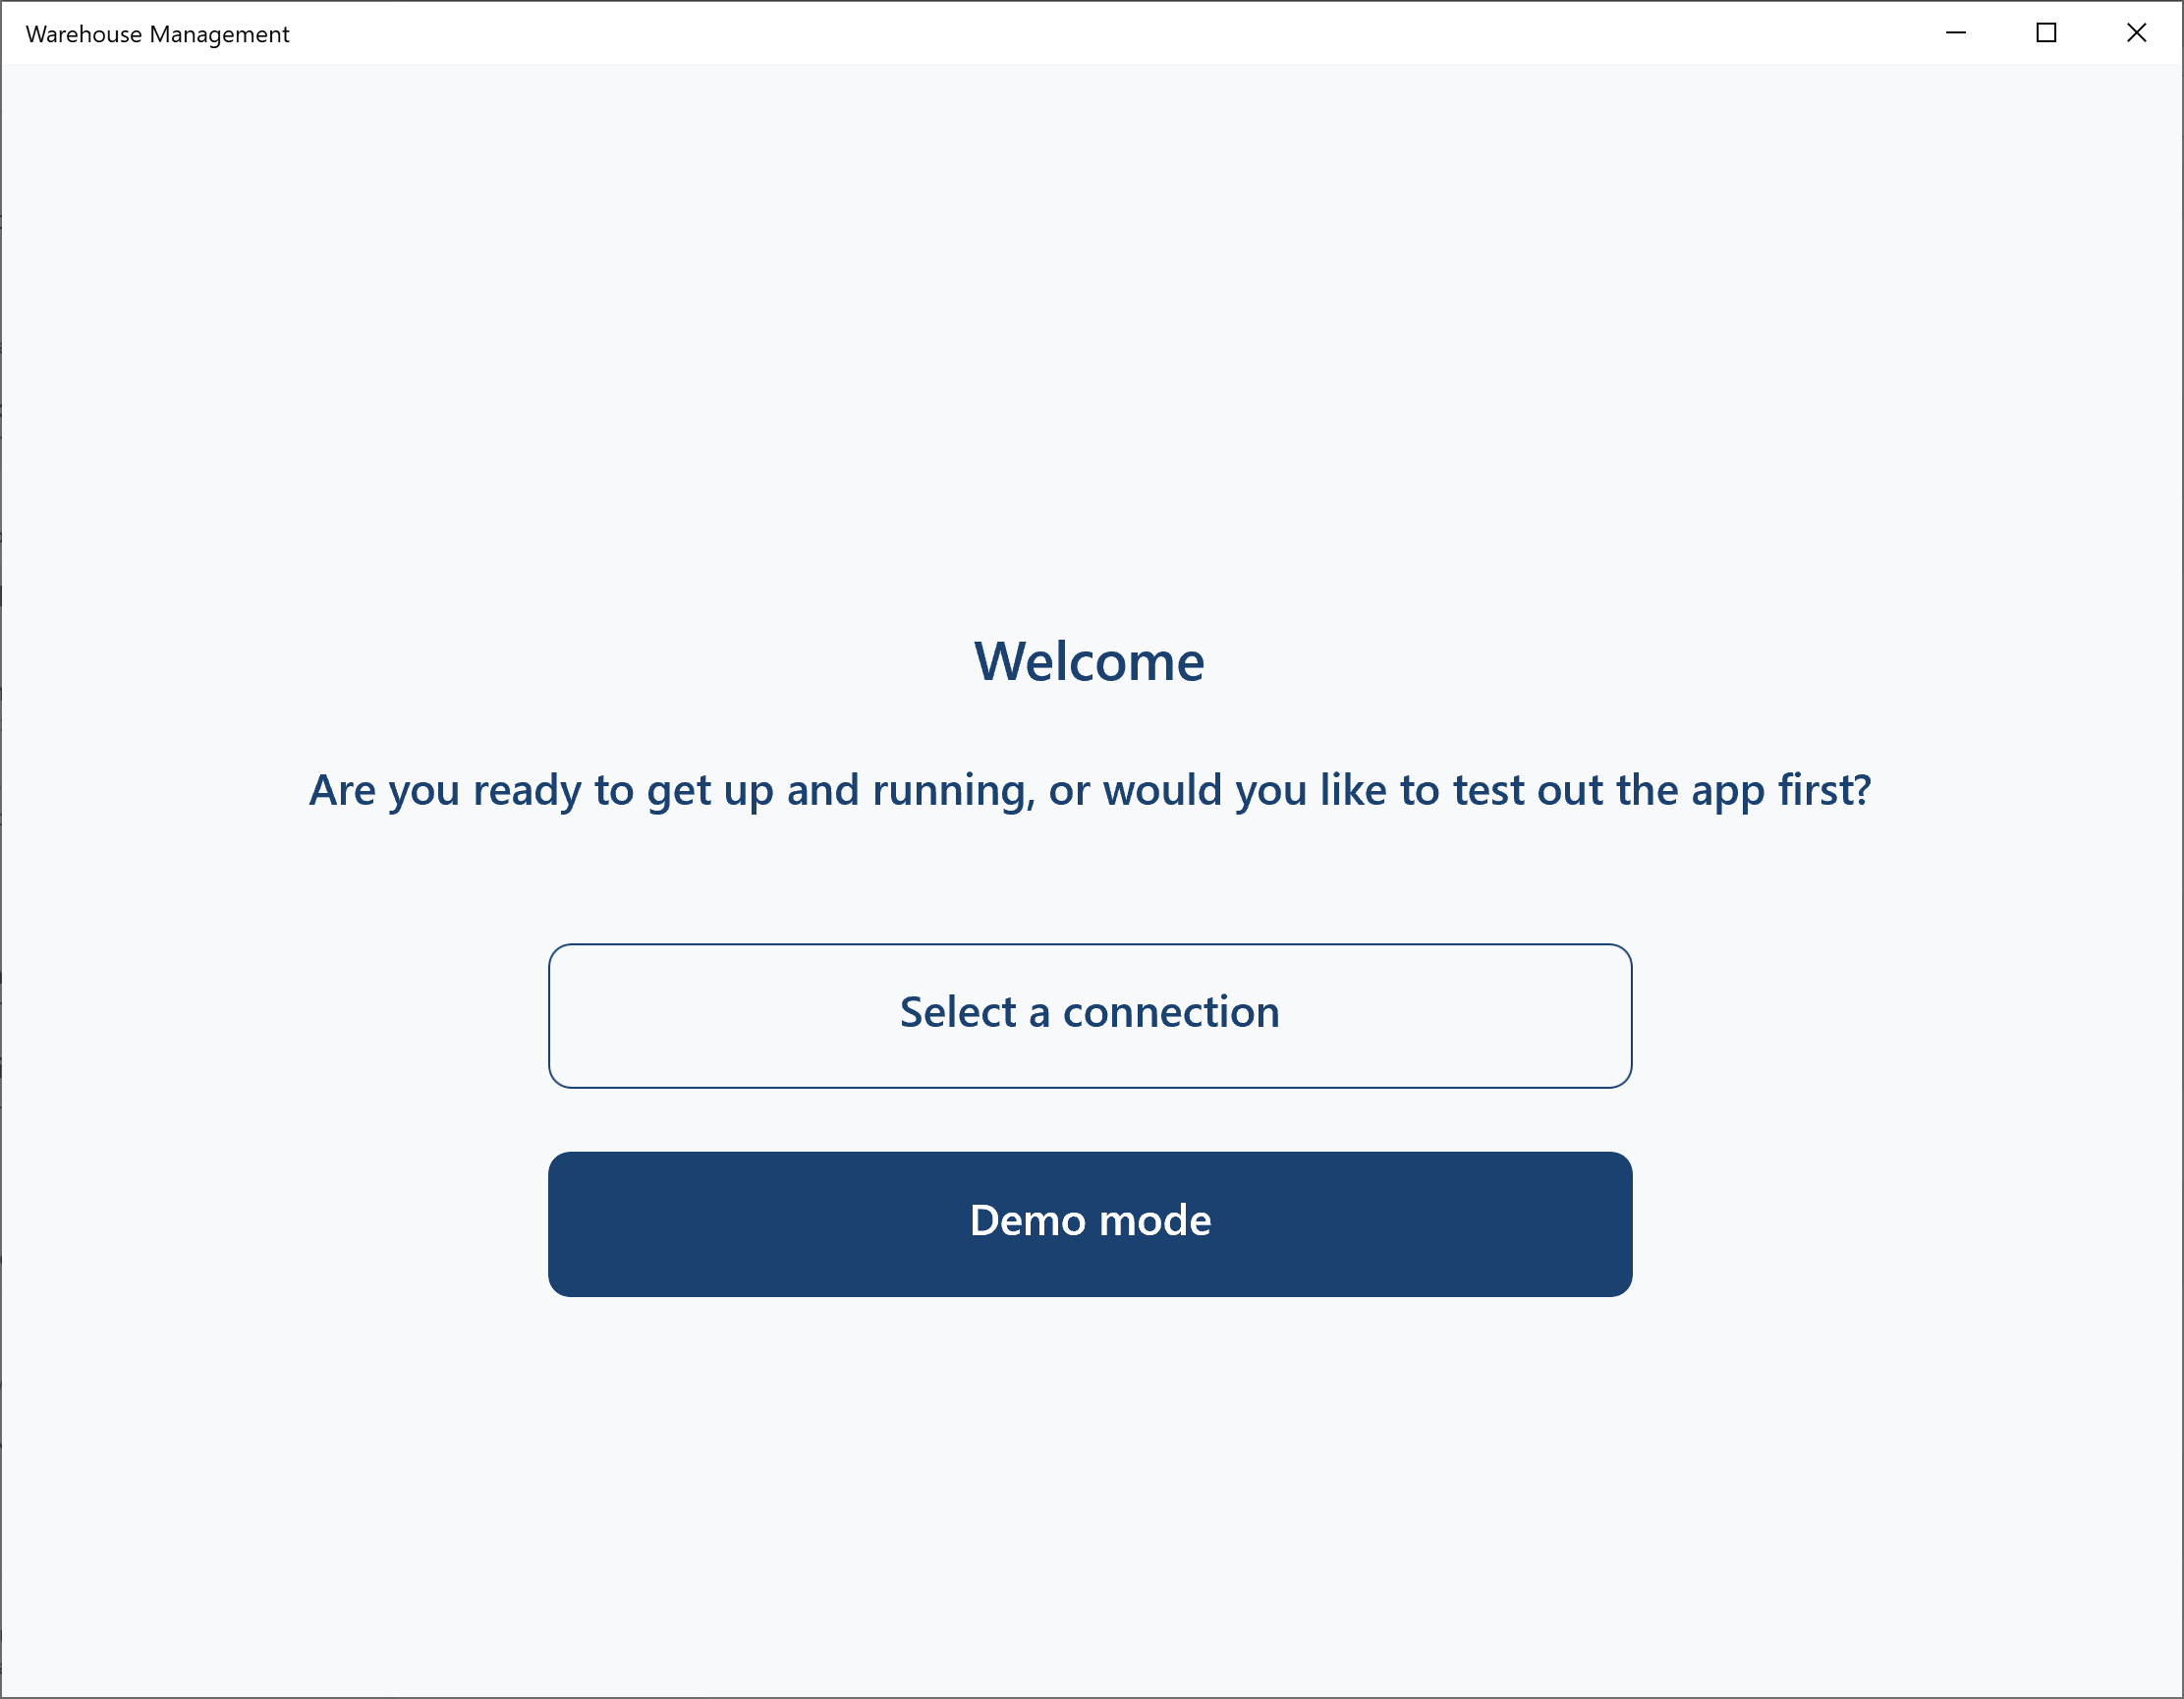 Warehouse Management
Welcome
Are you ready to get up and running, or would you like to test out the app first?
Select a connection
Demo mode